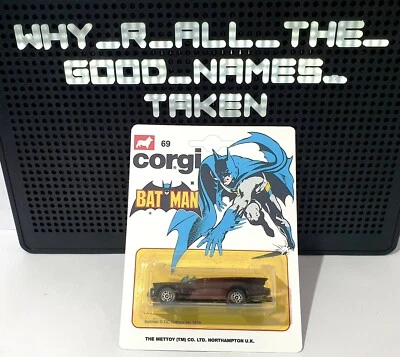 WHY_R_ALL_THE_
GOOD_NAMES_
TAKEN
69
corgi
BATMAN
THE METTOY (TM) CO. LTD. NORTHAMPTON U.K.